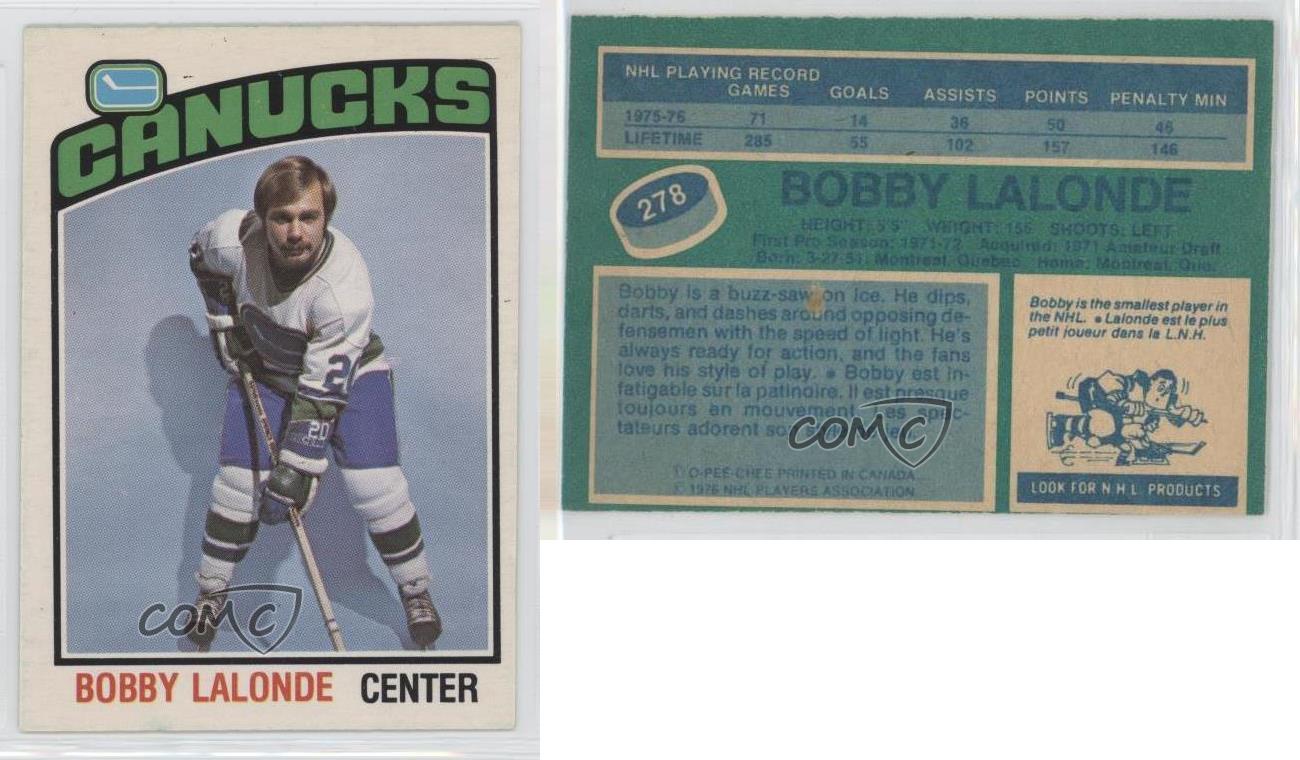 CANUCKS
20
20
BOBBY LALONDE CENTER
COMC
NHL PLAYING RECORD
GAMES GOALS ASSISTS POINTS PENALTY MIN
1975-76 71 14 36 50 46
LIFETIME 285 55 102 157 146
278
BOBBY LALONDE
HEIGHT: 5'5" WEIGHT: 155 SHOOTS: LEFT
First Pro Season: 1971-72 Acquired: 1971 Amateur Draft
Born: 3-27-51, Montreal, Quebec Home: Montreal, Que.
Bobby is a buzz-saw on ice. He dips,
darts, and dashes around opposing de-
fensemen with the speed of light. He's
always ready for action, and the fans
love his style of play. • Bobby est in-
fatigable sur la patinoire. Il est presque
toujours en mouvement. Les spec-
tateurs adorent son
© O-PEE-CHEE PRINTED IN CANADA
© 1976 NHL PLAYERS ASSOCIATION
Bobby is the smallest player in
the NHL. • Lalonde est le plus
petit joueur dans la L.N.H.
LOOK FOR NHL PRODUCTS
COMC